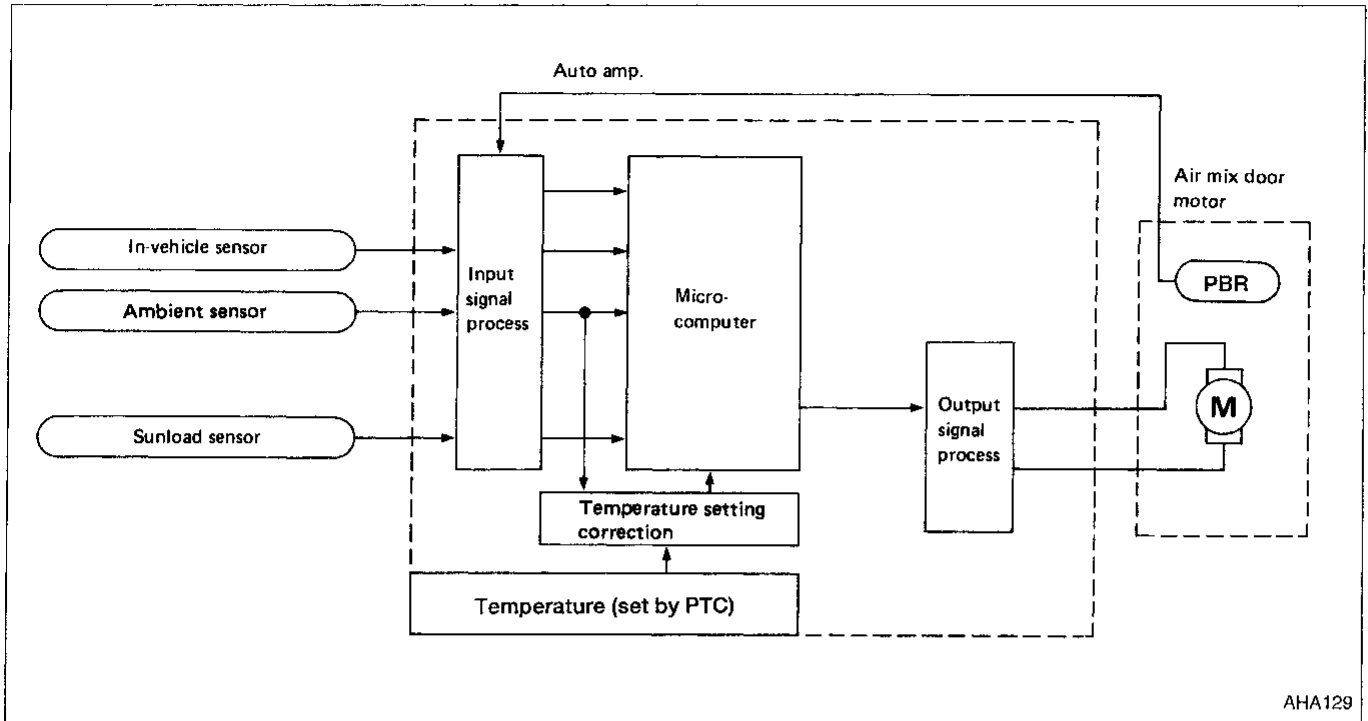 Auto amp.
Air mix door
motor
In-vehicle sensor
Ambient sensor
Sunload sensor
Input
signal
process
Micro-
computer
PBR
M
Output
signal
process
Temperature setting
correction
Temperature (set by PTC)
AHA129